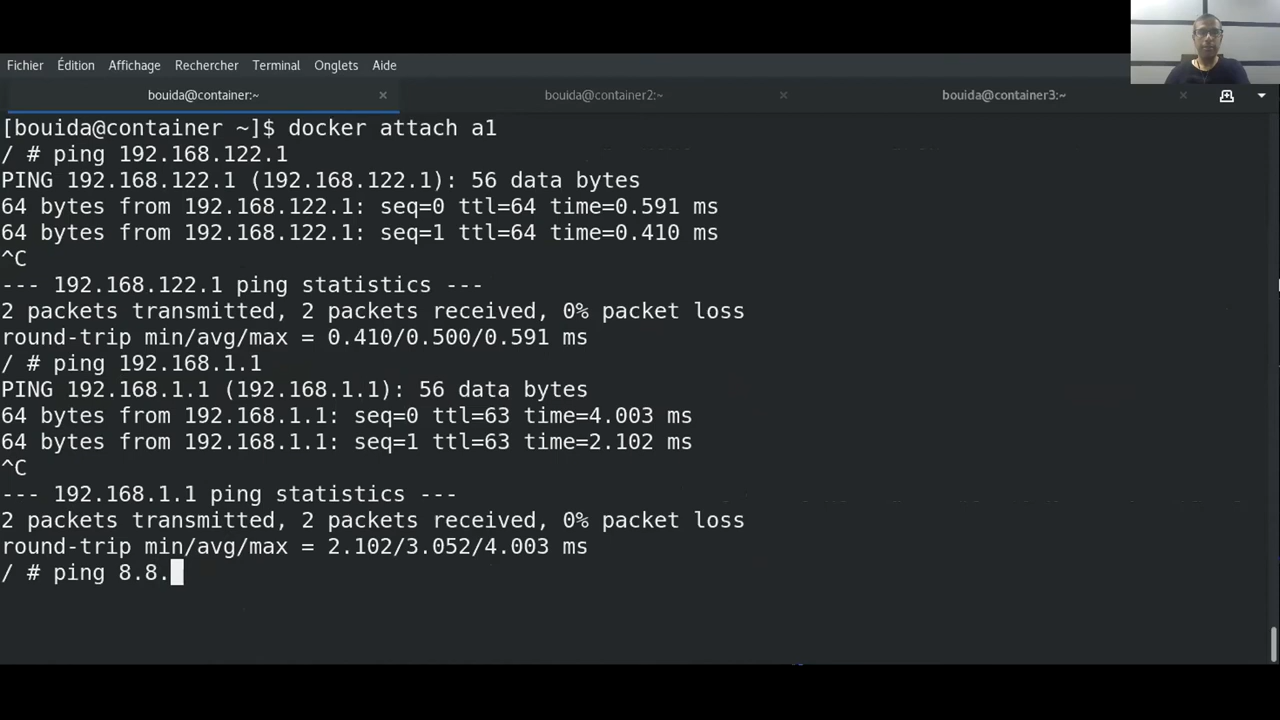 Fichier Édition Affichage Rechercher Terminal Onglets Aide
bouida@container:~ × bouida@container2:~ × bouida@container3:~ ×
[bouida@container ~]$ docker attach a1
/ # ping 192.168.122.1
PING 192.168.122.1 (192.168.122.1): 56 data bytes
64 bytes from 192.168.122.1: seq=0 ttl=64 time=0.591 ms
64 bytes from 192.168.122.1: seq=1 ttl=64 time=0.410 ms
^C
--- 192.168.122.1 ping statistics ---
2 packets transmitted, 2 packets received, 0% packet loss
round-trip min/avg/max = 0.410/0.500/0.591 ms
/ # ping 192.168.1.1
PING 192.168.1.1 (192.168.1.1): 56 data bytes
64 bytes from 192.168.1.1: seq=0 ttl=63 time=4.003 ms
64 bytes from 192.168.1.1: seq=1 ttl=63 time=2.102 ms
^C
--- 192.168.1.1 ping statistics ---
2 packets transmitted, 2 packets received, 0% packet loss
round-trip min/avg/max = 2.102/3.052/4.003 ms
/ # ping 8.8.